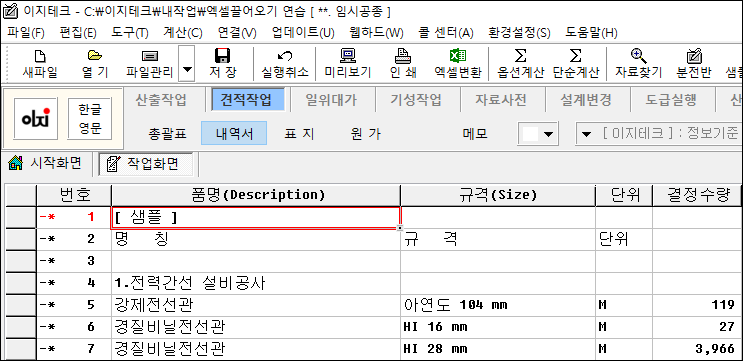 이지테크 - C:\이지테크\내작업\엑셀끌어오기 연습 [ **. 임시공종 ]
파일(F) 편집(E) 도구(T) 계산(C) 연결(V) 업데이트(U) 웹하드(W) 콜 센터(A) 환경설정(S) 도움말(H)
새파일 열 기 파일관리 저 장 실행취소 미리보기 인 쇄 엑셀변환 옵션계산 단순계산 자료찾기 분전반
이지 한글 영문
산출작업 견적작업 일위대가 기성작업 자료사전 설계변경 도급실행
총괄표 내역서 표 지 원 가 메모 [ 이지테크 ] : 정보기준
시작화면 작업화면
번호 품명(Description) 규격(Size) 단위 결정수량
-* 1 [ 샘플 ]
-* 2 명 칭 규 격 단위
-* 3
-* 4 1.전력간선 설비공사
-* 5 강제전선관 아연도 104 mm M 119
-* 6 경질비닐전선관 HI 16 mm M 27
-* 7 경질비닐전선관 HI 28 mm M 3,966